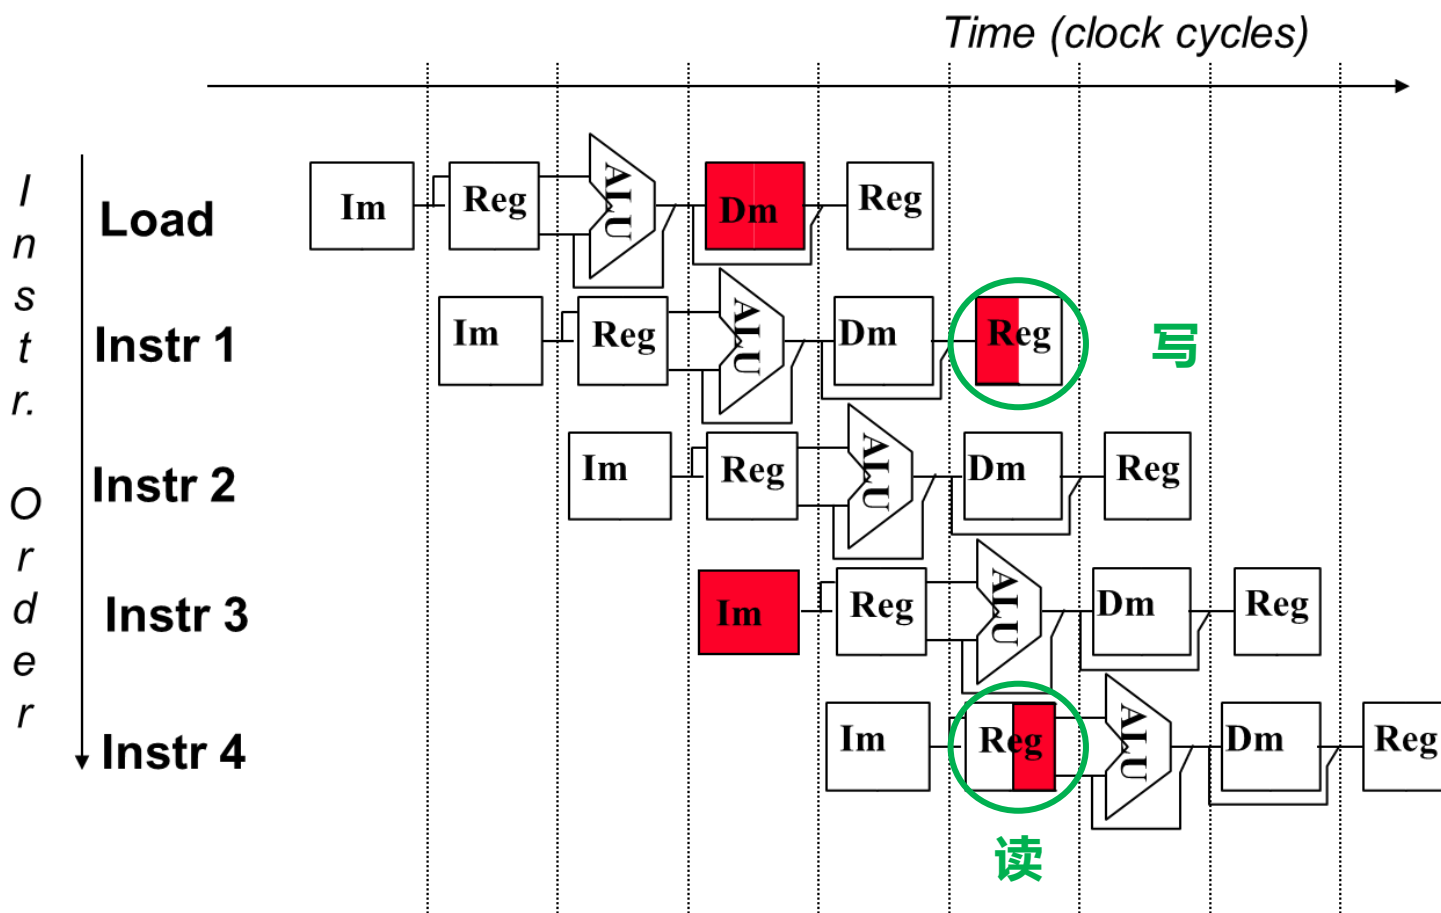 Time (clock cycles)
Instr. Order
Load
Im
Reg
ALU
Dm
Reg
Instr 1
Im
Reg
ALU
Dm
Reg
写
Instr 2
Im
Reg
ALU
Dm
Reg
Instr 3
Im
Reg
ALU
Dm
Reg
Instr 4
Im
Reg
ALU
Dm
Reg
读